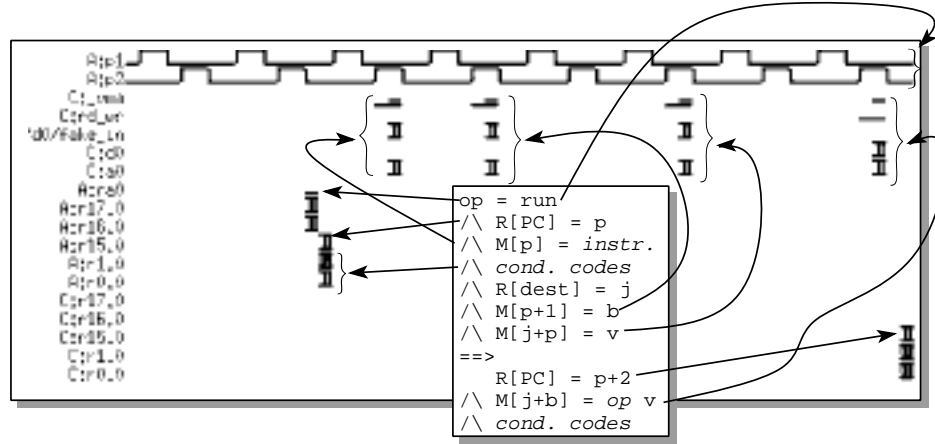 A:p1
A:p2
C:_vma
C:rd_wr
C:d0
C:a0
A:r17.0
A:r16.0
A:r15.0
A:r1.0
A:r0.0
C:r17.0
C:r16.0
C:r15.0
C:r1.0
C:r0.0
op = run
/\ R[PC] = p
/\ M[p] = instr.
/\ cond. codes
/\ R[dest] = j
/\ M[p+1] = b
/\ M[j+p] = v
==>
R[PC] = p+2
/\ M[j+b] = op v
/\ cond. codes